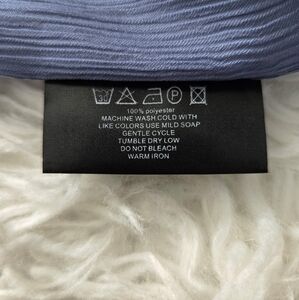 100% polyester
MACHINE WASH COLD WITH
LIKE COLORS USE MILD SOAP
GENTLE CYCLE
TUMBLE DRY LOW
DO NOT BLEACH
WARM IRON